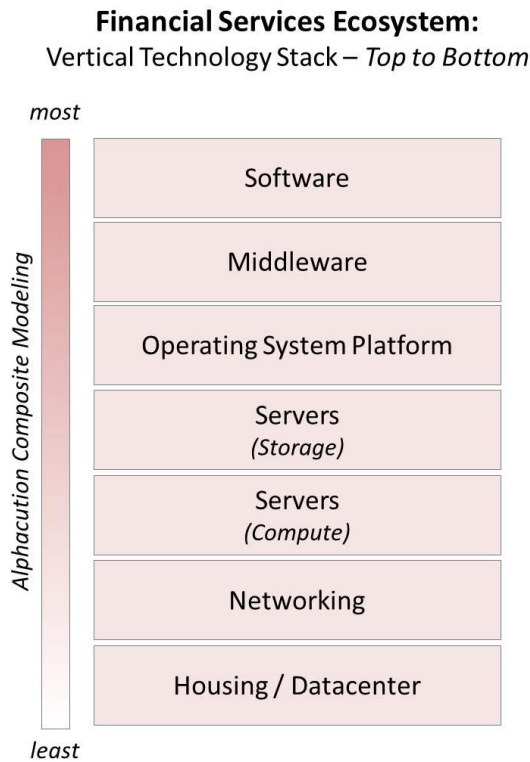 Financial Services Ecosystem:
Vertical Technology Stack – Top to Bottom
most
Alphacution Composite Modeling
Software
Middleware
Operating System Platform
Servers
(Storage)
Servers
(Compute)
Networking
Housing / Datacenter
least